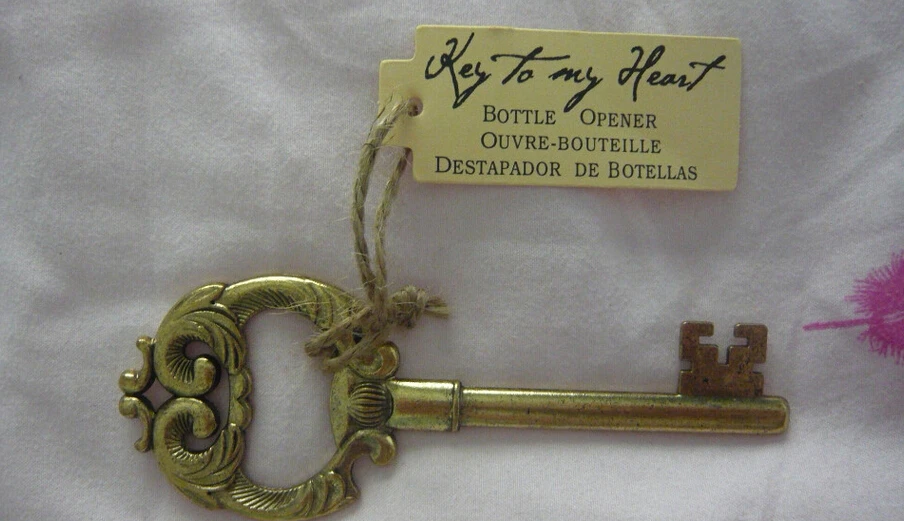 Key to my Heart
BOTTLE OPENER
OUVRE-BOUTEILLE
DESTAPADOR DE BOTELLAS